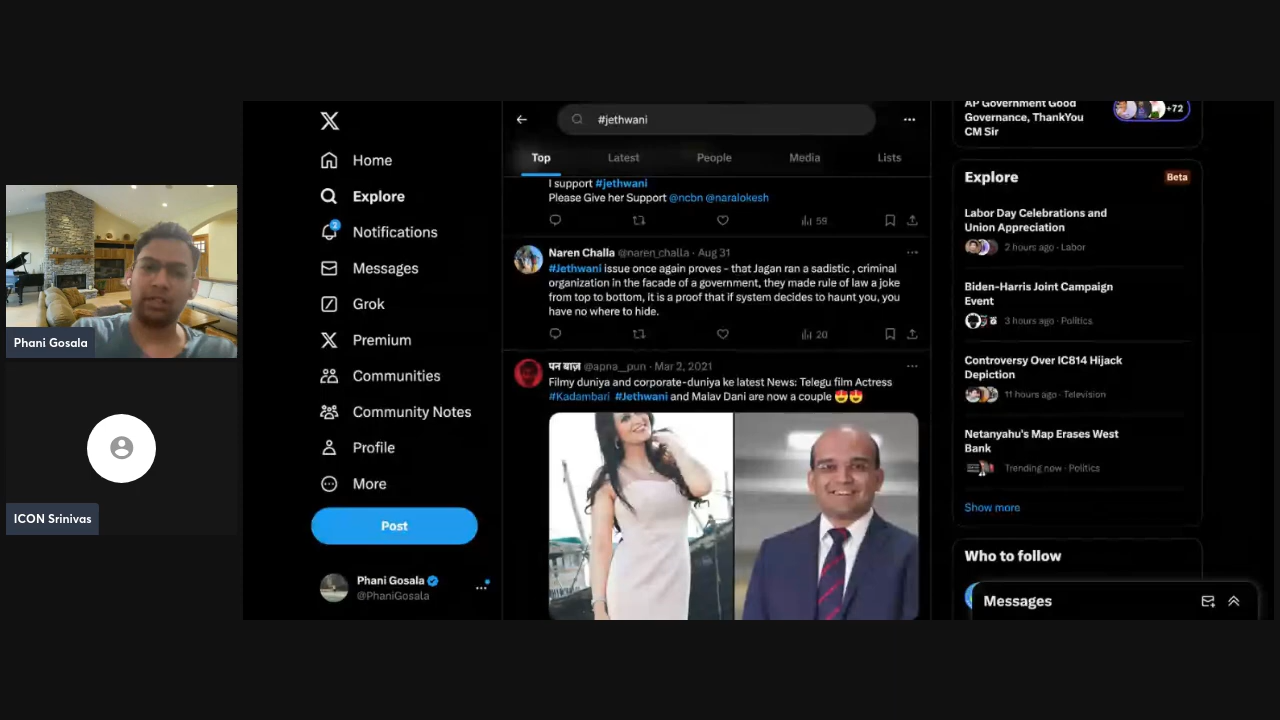 Phani Gosala
ICON Srinivas
Home
Explore
2
Notifications
Messages
Grok
Premium
Communities
Community Notes
Profile
More
Post
Phani Gosala
@PhaniGosala
#jethwani
Top
Latest
People
Media
Lists
I support #jethwani
Please Give her Support @ncbn @naralokesh
59
Naren Challa @naren_challa · Aug 31
#Jethwani issue once again proves - that Jagan ran a sadistic , criminal
organization in the facade of a government, they made rule of law a joke
from top to bottom, it is a proof that if system decides to haunt you, you
have no where to hide.
20
पन बाज़ @apna__pun · Mar 2, 2021
Filmy duniya and corporate-duniya ke latest News: Telegu film Actress
#Kadambari #Jethwani and Malav Dani are now a couple 😍😍
AP Government Good
Governance, ThankYou
CM Sir
+72
Explore
Beta
Labor Day Celebrations and
Union Appreciation
2 hours ago · Labor
Biden-Harris Joint Campaign
Event
3 hours ago · Politics
Controversy Over IC814 Hijack
Depiction
11 hours ago · Television
Netanyahu's Map Erases West
Bank
Trending now · Politics
Show more
Who to follow
Messages